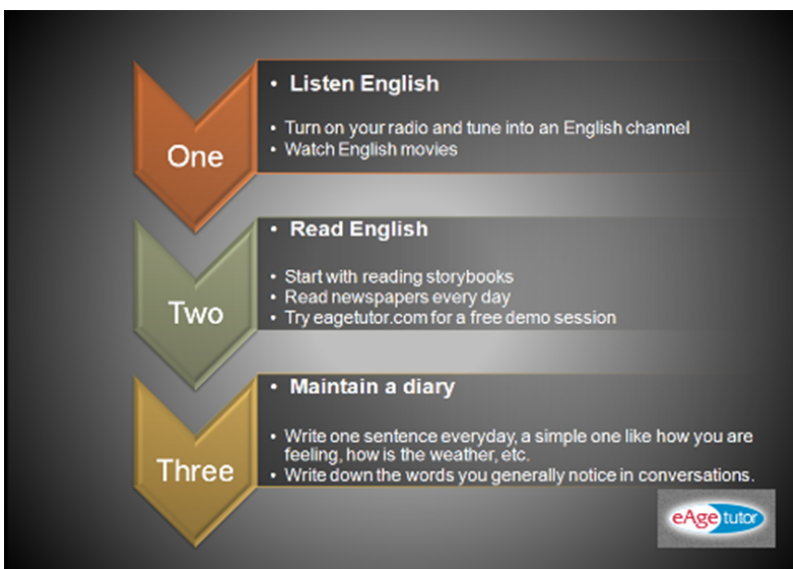 One
• Listen English
• Turn on your radio and tune into an English channel
• Watch English movies
Two
• Read English
• Start with reading storybooks
• Read newspapers every day
• Try eagetutor.com for a free demo session
Three
• Maintain a diary
• Write one sentence everyday, a simple one like how you are
feeling, how is the weather, etc.
• Write down the words you generally notice in conversations.
eAge tutor